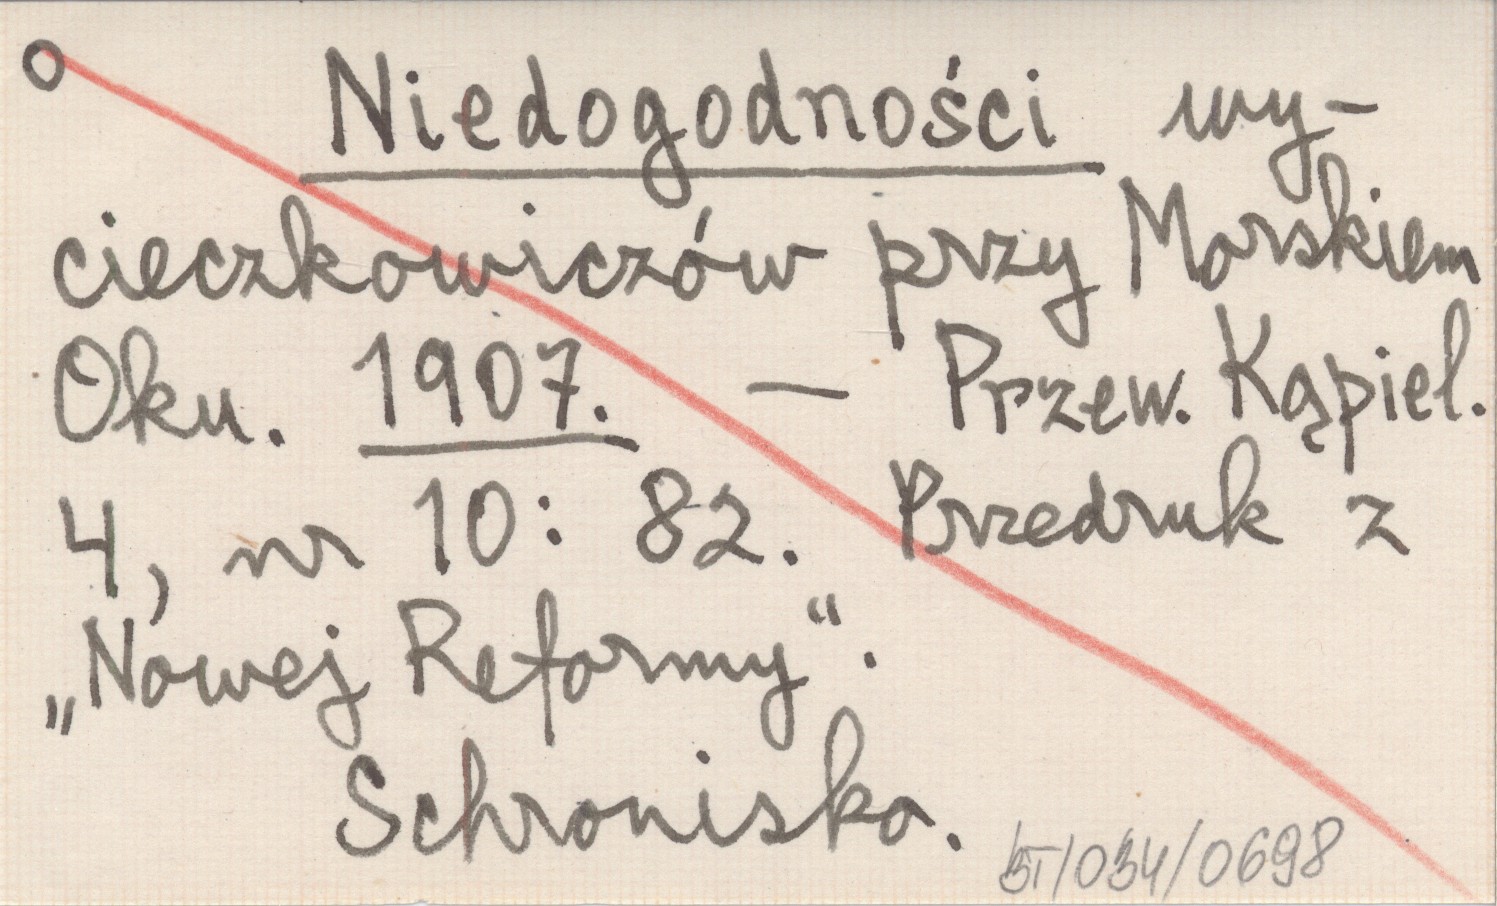 Niedogodności wy-
cieczkowiczów przy Morskiem
Oku. 1907. — Przew. Kąpiel.
4, nr 10: 82. Przedruk z
„Nowej Reformy“.
Schroniska.
BT/034/0698